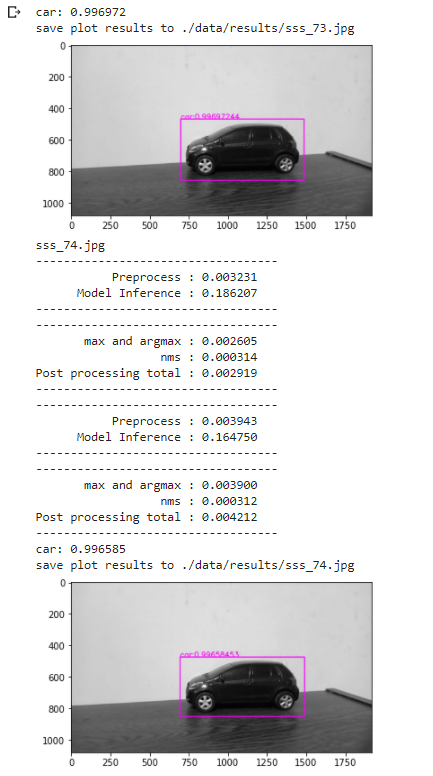 car: 0.996972
save plot results to ./data/results/sss_73.jpg
0
200
400
600
800
1000
car:0.99697244
0 250 500 750 1000 1250 1500 1750
sss_74.jpg
----------------------------------
Preprocess : 0.003231
Model Inference : 0.186207
----------------------------------
----------------------------------
max and argmax : 0.002605
nms : 0.000314
Post processing total : 0.002919
----------------------------------
----------------------------------
Preprocess : 0.003943
Model Inference : 0.164750
----------------------------------
----------------------------------
max and argmax : 0.003900
nms : 0.000312
Post processing total : 0.004212
----------------------------------
car: 0.996585
save plot results to ./data/results/sss_74.jpg
0
200
400
600
800
1000
car:0.99658453
0 250 500 750 1000 1250 1500 1750